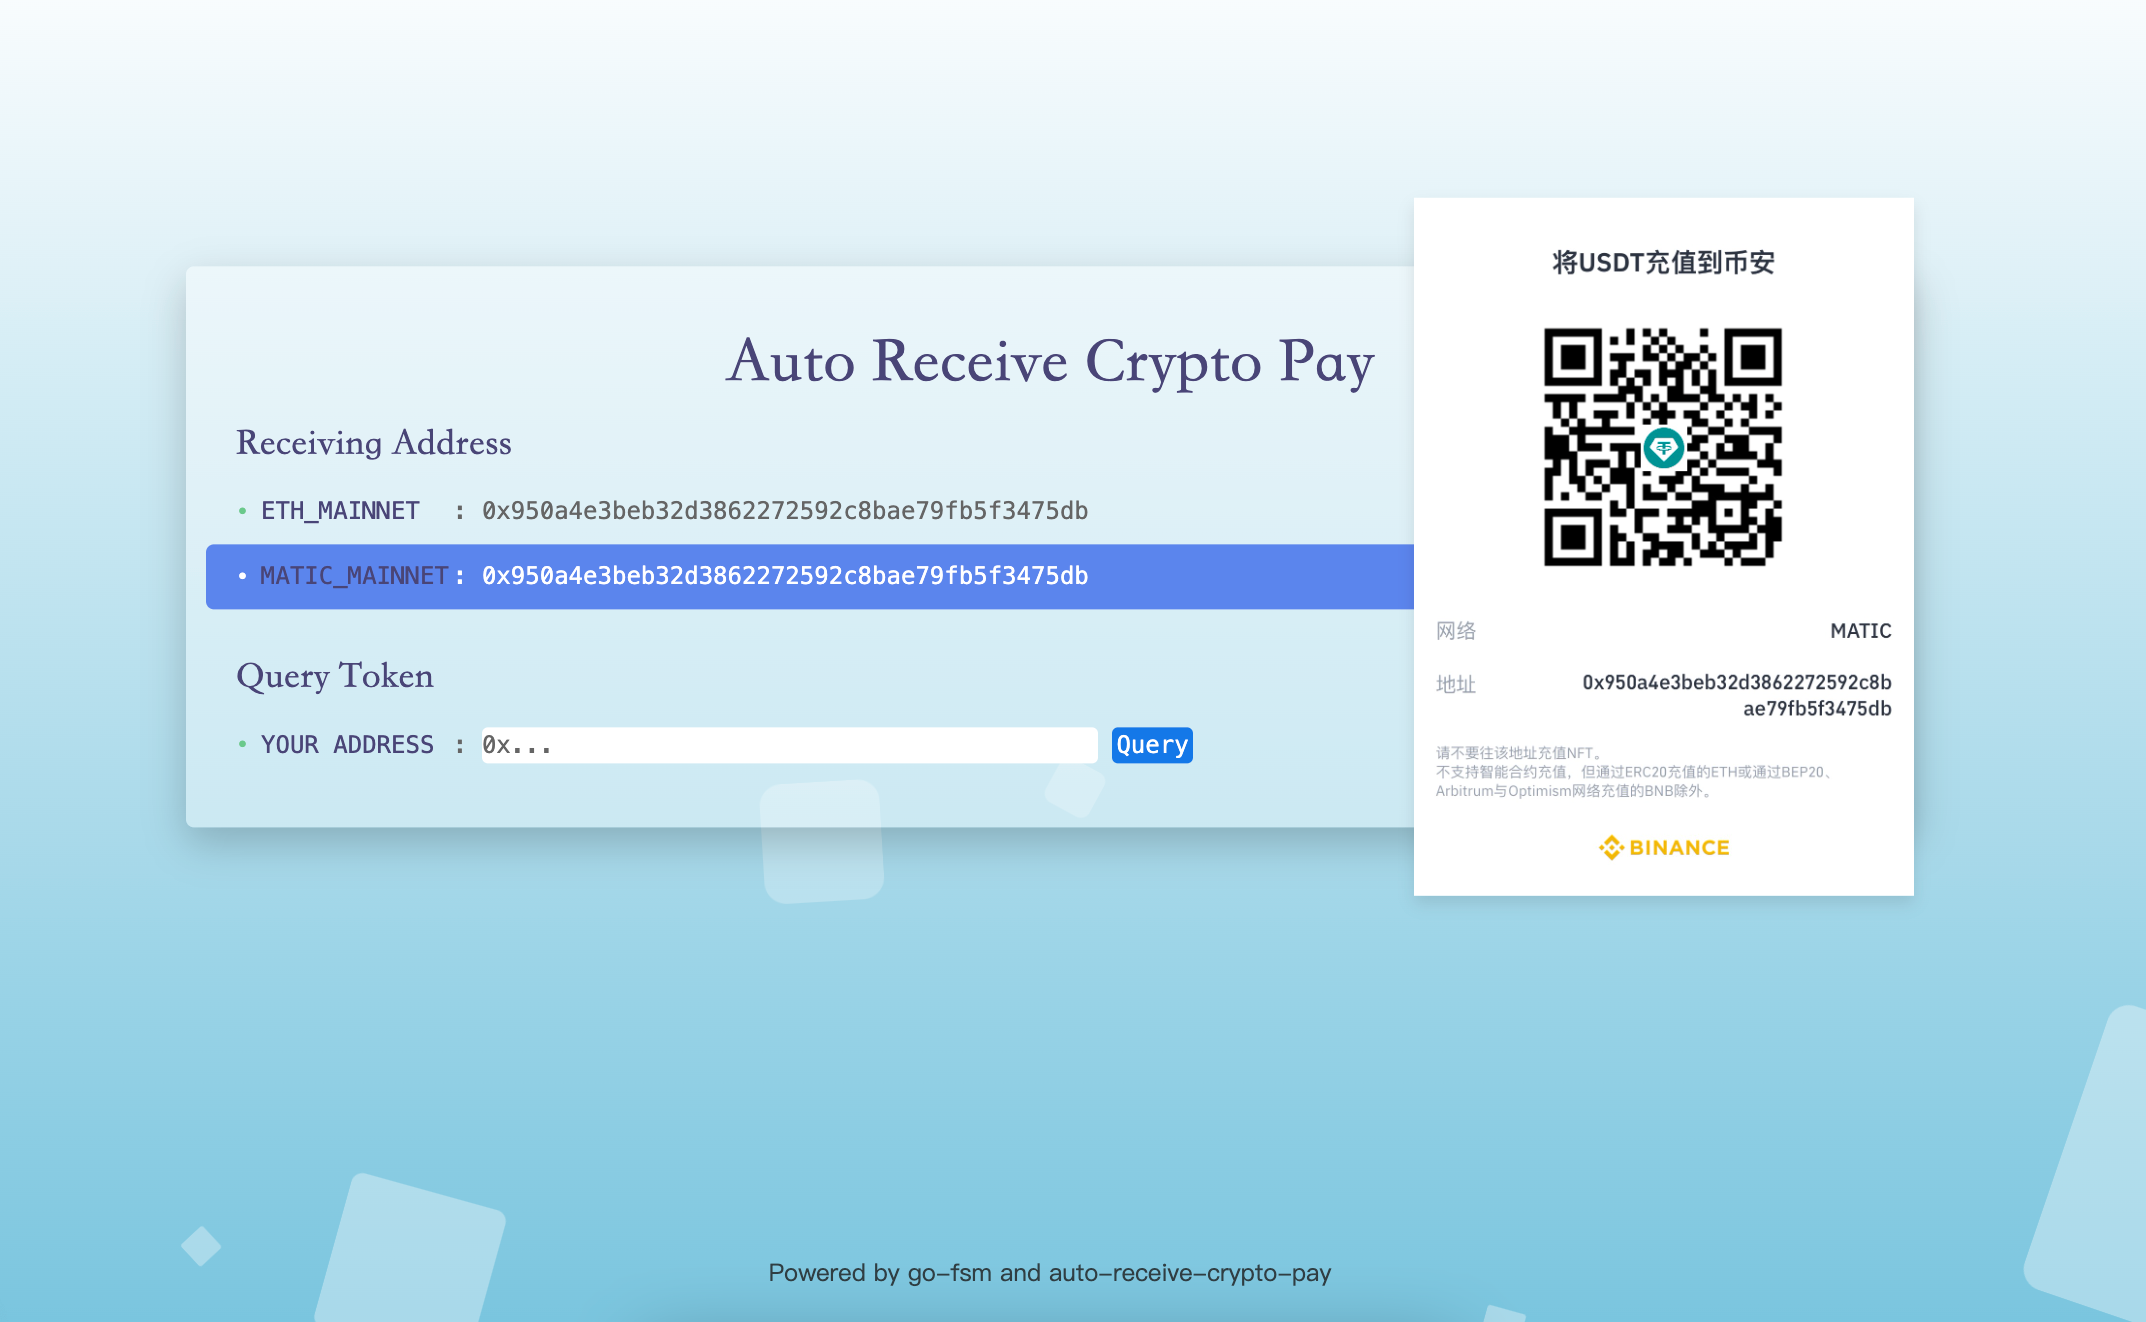 Auto Receive Crypto Pay
Receiving Address
• ETH_MAINNET : 0x950a4e3beb32d3862272592c8bae79fb5f3475db
• MATIC_MAINNET : 0x950a4e3beb32d3862272592c8bae79fb5f3475db
Query Token
• YOUR ADDRESS : 0x... Query
将USDT充值到币安
网络 MATIC
地址 0x950a4e3beb32d3862272592c8b
ae79fb5f3475db
请不要往该地址充值NFT。
不支持智能合约充值，但通过ERC20充值的ETH或通过BEP20、
Arbitrum与Optimism网络充值的BNB除外。
BINANCE
Powered by go-fsm and auto-receive-crypto-pay